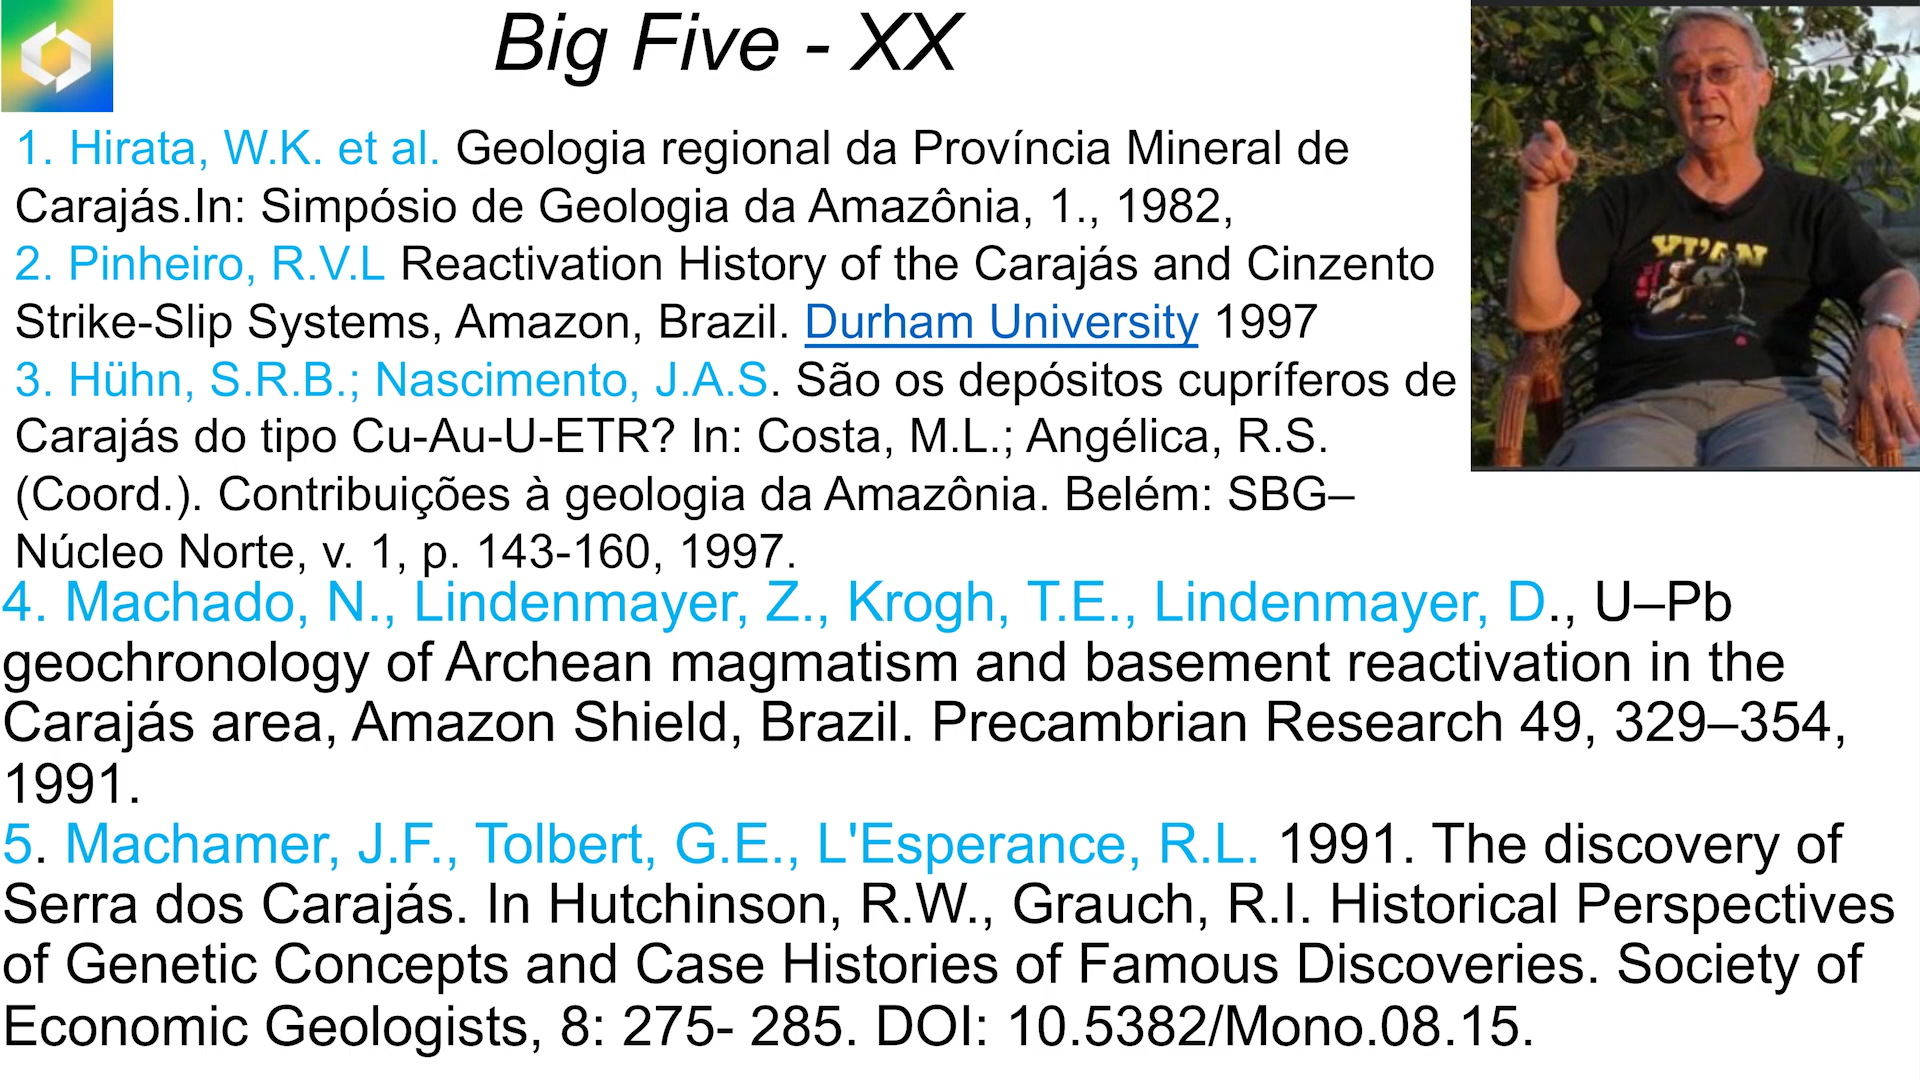 Big Five - XX
1. Hirata, W.K. et al. Geologia regional da Província Mineral de
Carajás.In: Simpósio de Geologia da Amazônia, 1., 1982,
2. Pinheiro, R.V.L Reactivation History of the Carajás and Cinzento
Strike-Slip Systems, Amazon, Brazil. Durham University 1997
3. Hühn, S.R.B.; Nascimento, J.A.S. São os depósitos cupríferos de
Carajás do tipo Cu-Au-U-ETR? In: Costa, M.L.; Angélica, R.S.
(Coord.). Contribuições à geologia da Amazônia. Belém: SBG–
Núcleo Norte, v. 1, p. 143-160, 1997.
4. Machado, N., Lindenmayer, Z., Krogh, T.E., Lindenmayer, D., U–Pb
geochronology of Archean magmatism and basement reactivation in the
Carajás area, Amazon Shield, Brazil. Precambrian Research 49, 329–354,
1991.
5. Machamer, J.F., Tolbert, G.E., L'Esperance, R.L. 1991. The discovery of
Serra dos Carajás. In Hutchinson, R.W., Grauch, R.I. Historical Perspectives
of Genetic Concepts and Case Histories of Famous Discoveries. Society of
Economic Geologists, 8: 275- 285. DOI: 10.5382/Mono.08.15.
XI'AN